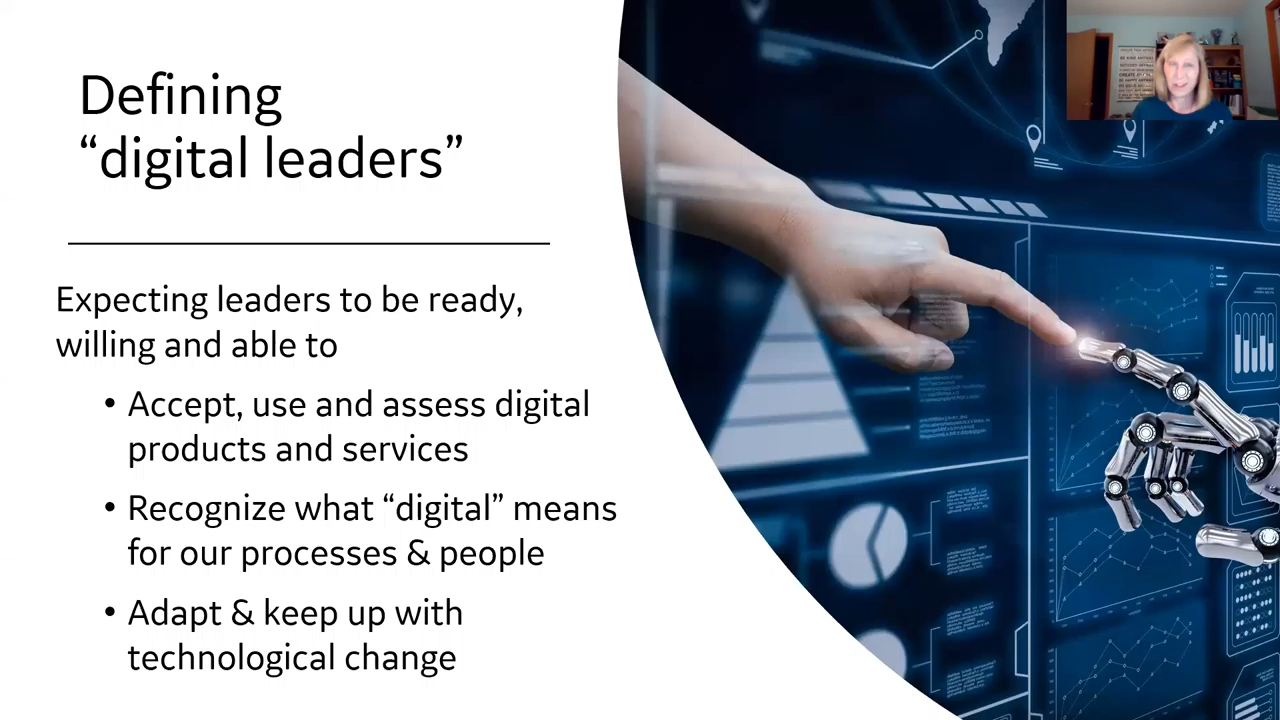 Defining
“digital leaders”
Expecting leaders to be ready,
willing and able to
• Accept, use and assess digital
products and services
• Recognize what “digital” means
for our processes & people
• Adapt & keep up with
technological change